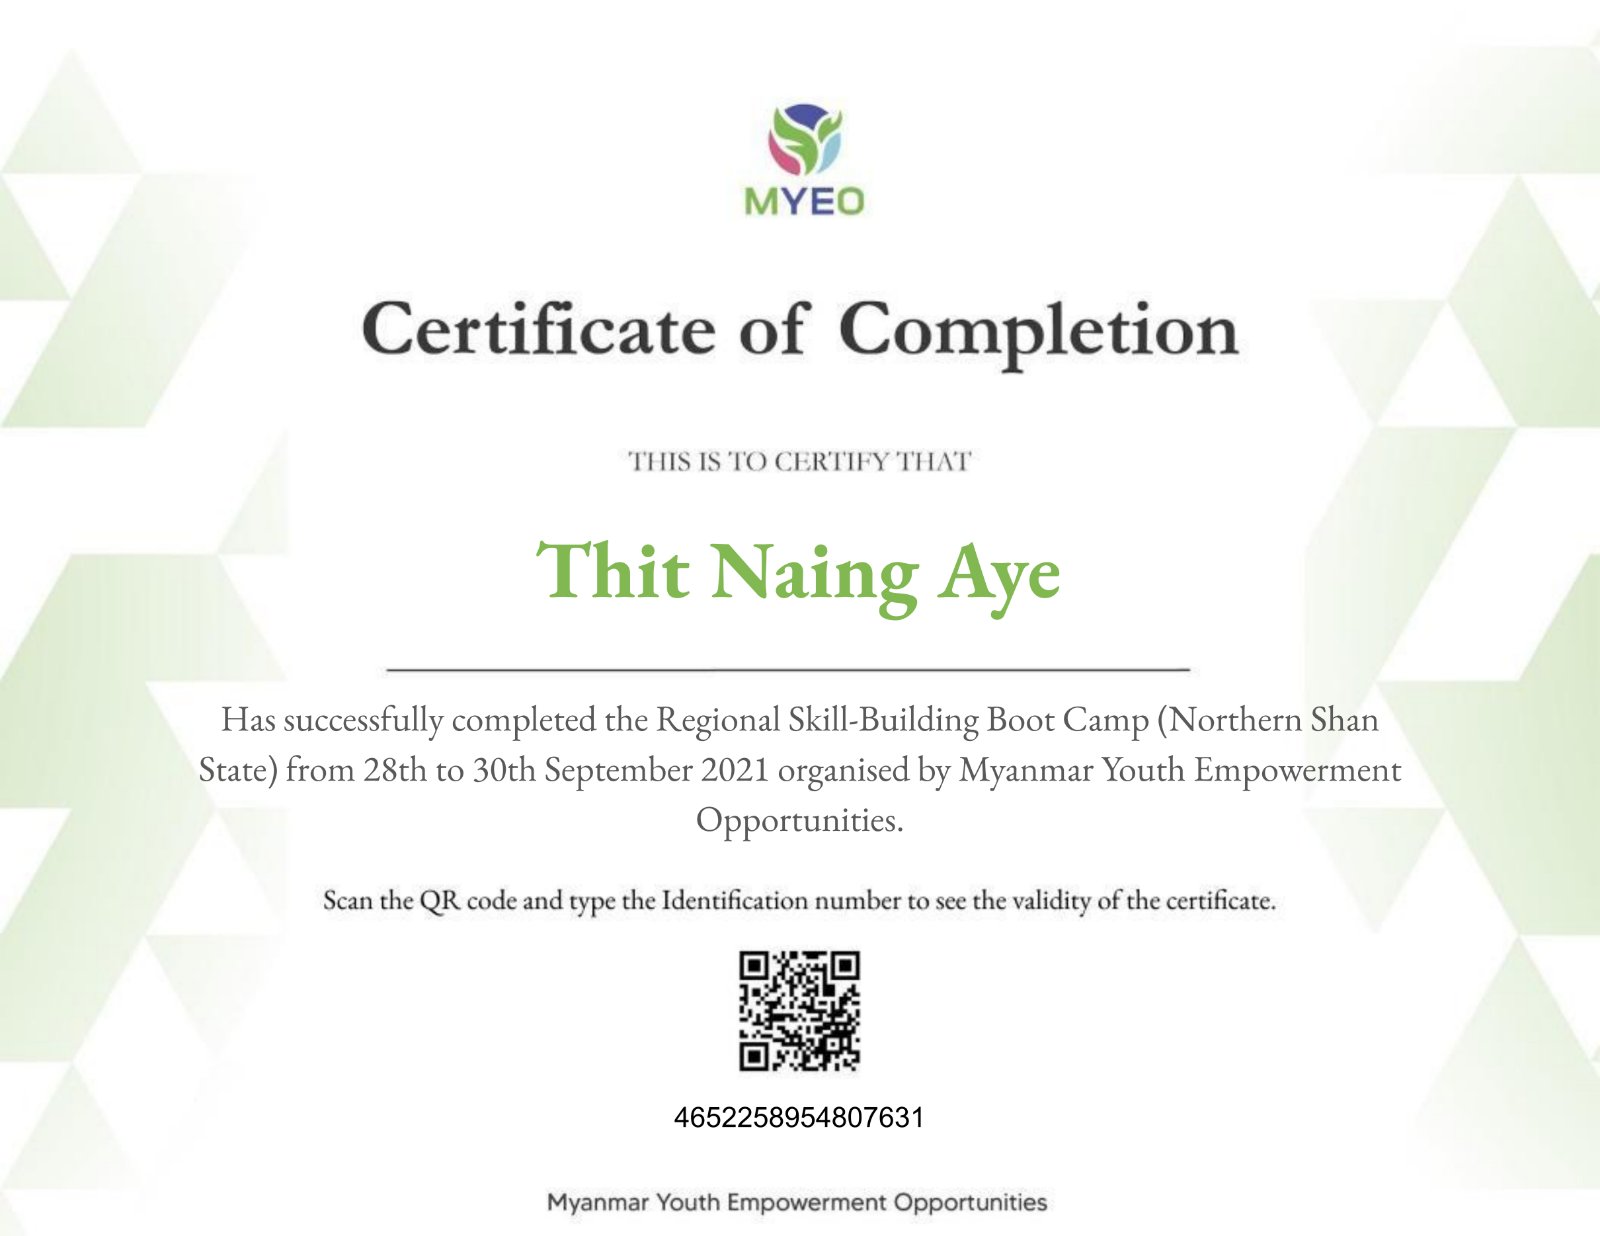 MYEO
Certificate of Completion
THIS IS TO CERTIFY THAT
Thit Naing Aye
Has successfully completed the Regional Skill-Building Boot Camp (Northern Shan
State) from 28th to 30th September 2021 organised by Myanmar Youth Empowerment
Opportunities.
Scan the QR code and type the Identification number to see the validity of the certificate.
4652258954807631
Myanmar Youth Empowerment Opportunities